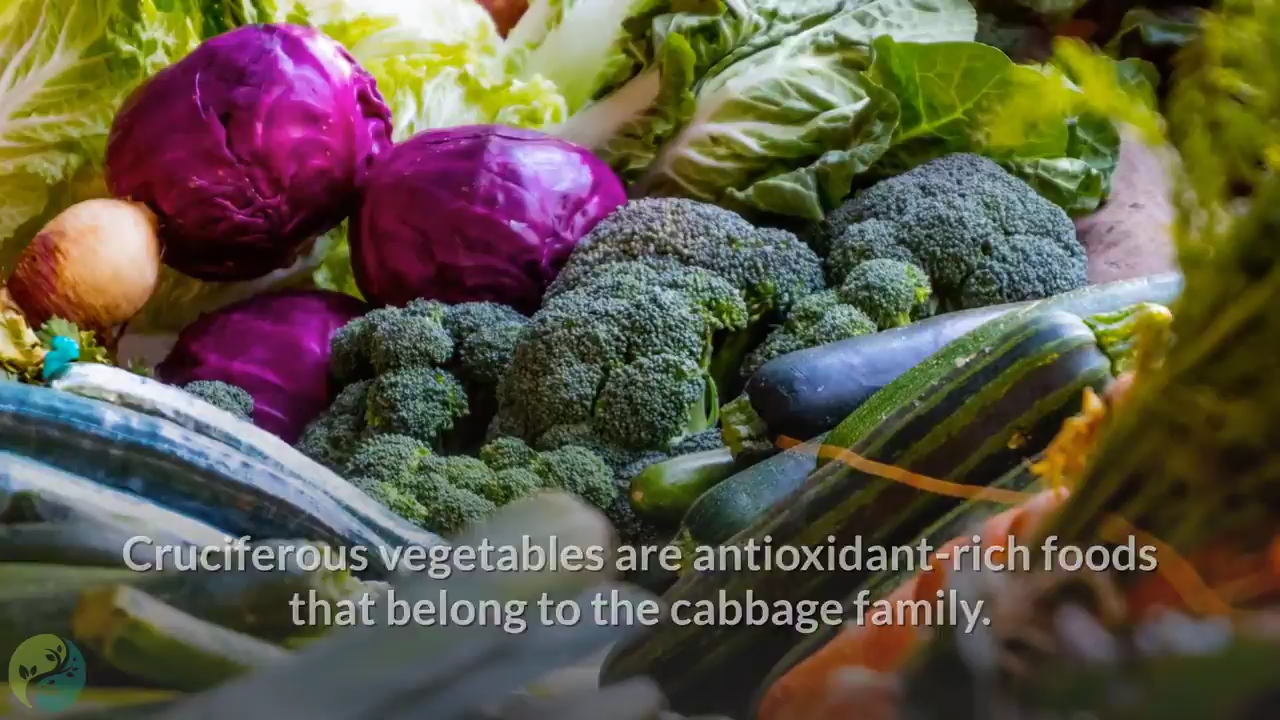 Cruciferous vegetables are antioxidant-rich foods
that belong to the cabbage family.